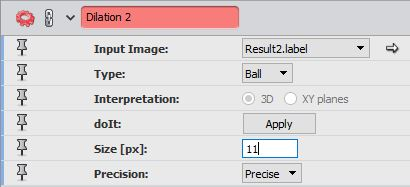 Dilation 2
Input Image: Result2.label
Type: Ball
Interpretation: 3D XY planes
doIt: Apply
Size [px]: 11
Precision: Precise